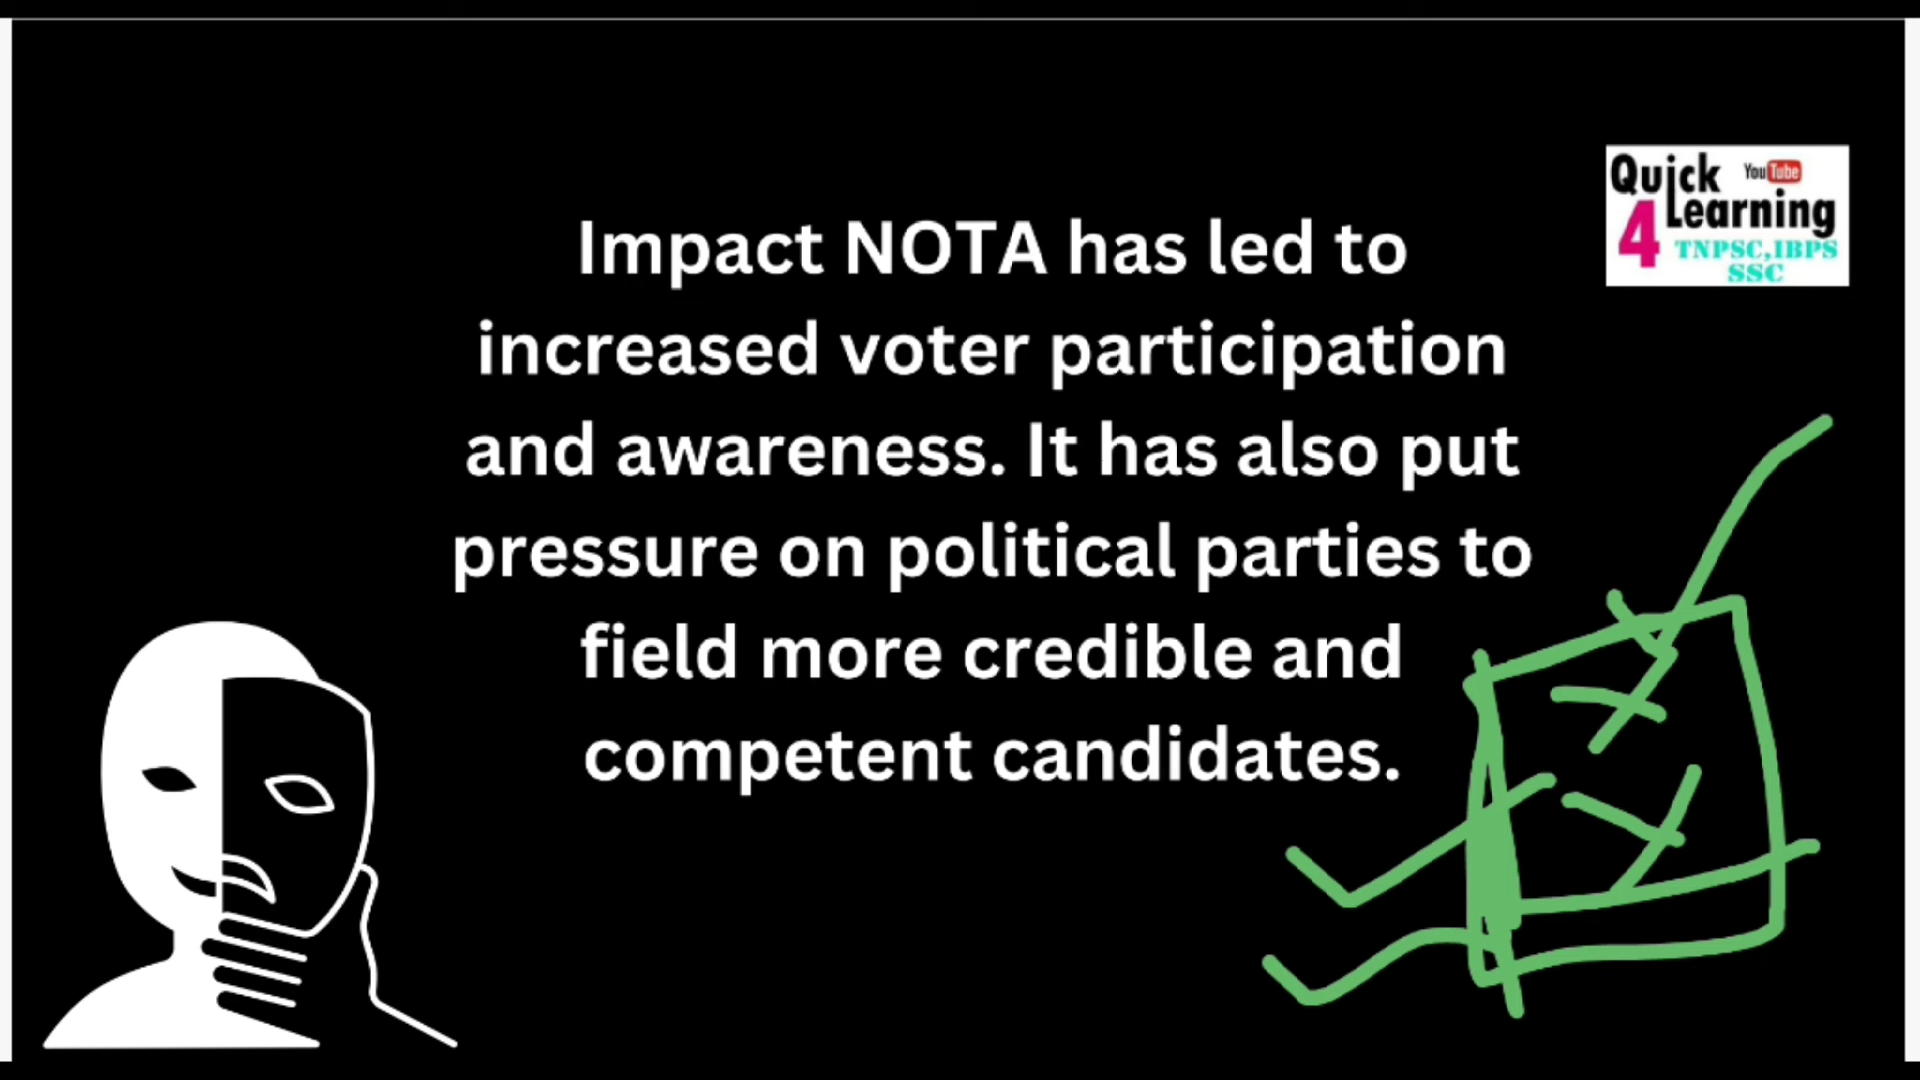 Quick YouTube
4 Learning
TNPSC,IBPS
SSC
Impact NOTA has led to
increased voter participation
and awareness. It has also put
pressure on political parties to
field more credible and
competent candidates.